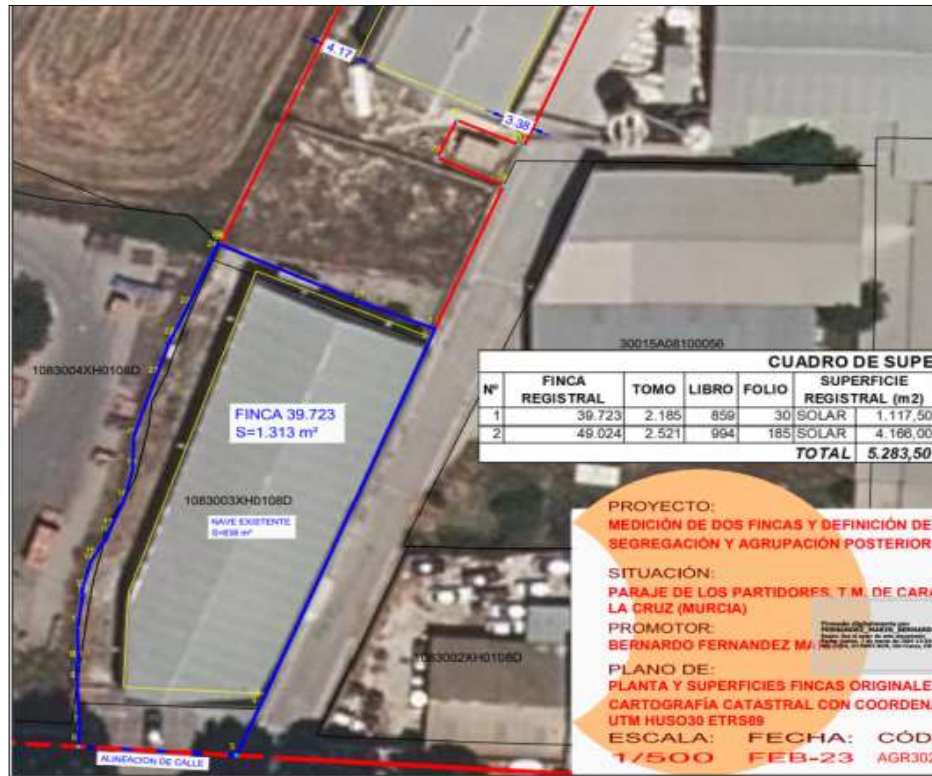 4.17
3.38
30015A08100056
1083004XH0108D
FINCA 39.723
S=1.313 m²
1083003XH0108D
NAVE EXISTENTE
S=838 m²
1083002XH0108D
ALINEACION DE CALLE
CUADRO DE SUPE
Nº FINCA REGISTRAL TOMO LIBRO FOLIO SUPERFICIE REGISTRAL (m2)
1 39.723 2.185 859 30 SOLAR 1.117,50
2 49.024 2.521 994 185 SOLAR 4.166,00
TOTAL 5.283,50
PROYECTO:
MEDICIÓN DE DOS FINCAS Y DEFINICIÓN DE
SEGREGACIÓN Y AGRUPACIÓN POSTERIOR
SITUACIÓN:
PARAJE DE LOS PARTIDORES, T.M. DE CARA
LA CRUZ (MURCIA)
PROMOTOR:
BERNARDO FERNANDEZ MA
PLANO DE:
PLANTA Y SUPERFICIES FINCAS ORIGINALE
CARTOGRAFÍA CATASTRAL CON COORDENA
UTM HUSO30 ETRS89
ESCALA: FECHA: CÓD
1/500 FEB-23 AGR302